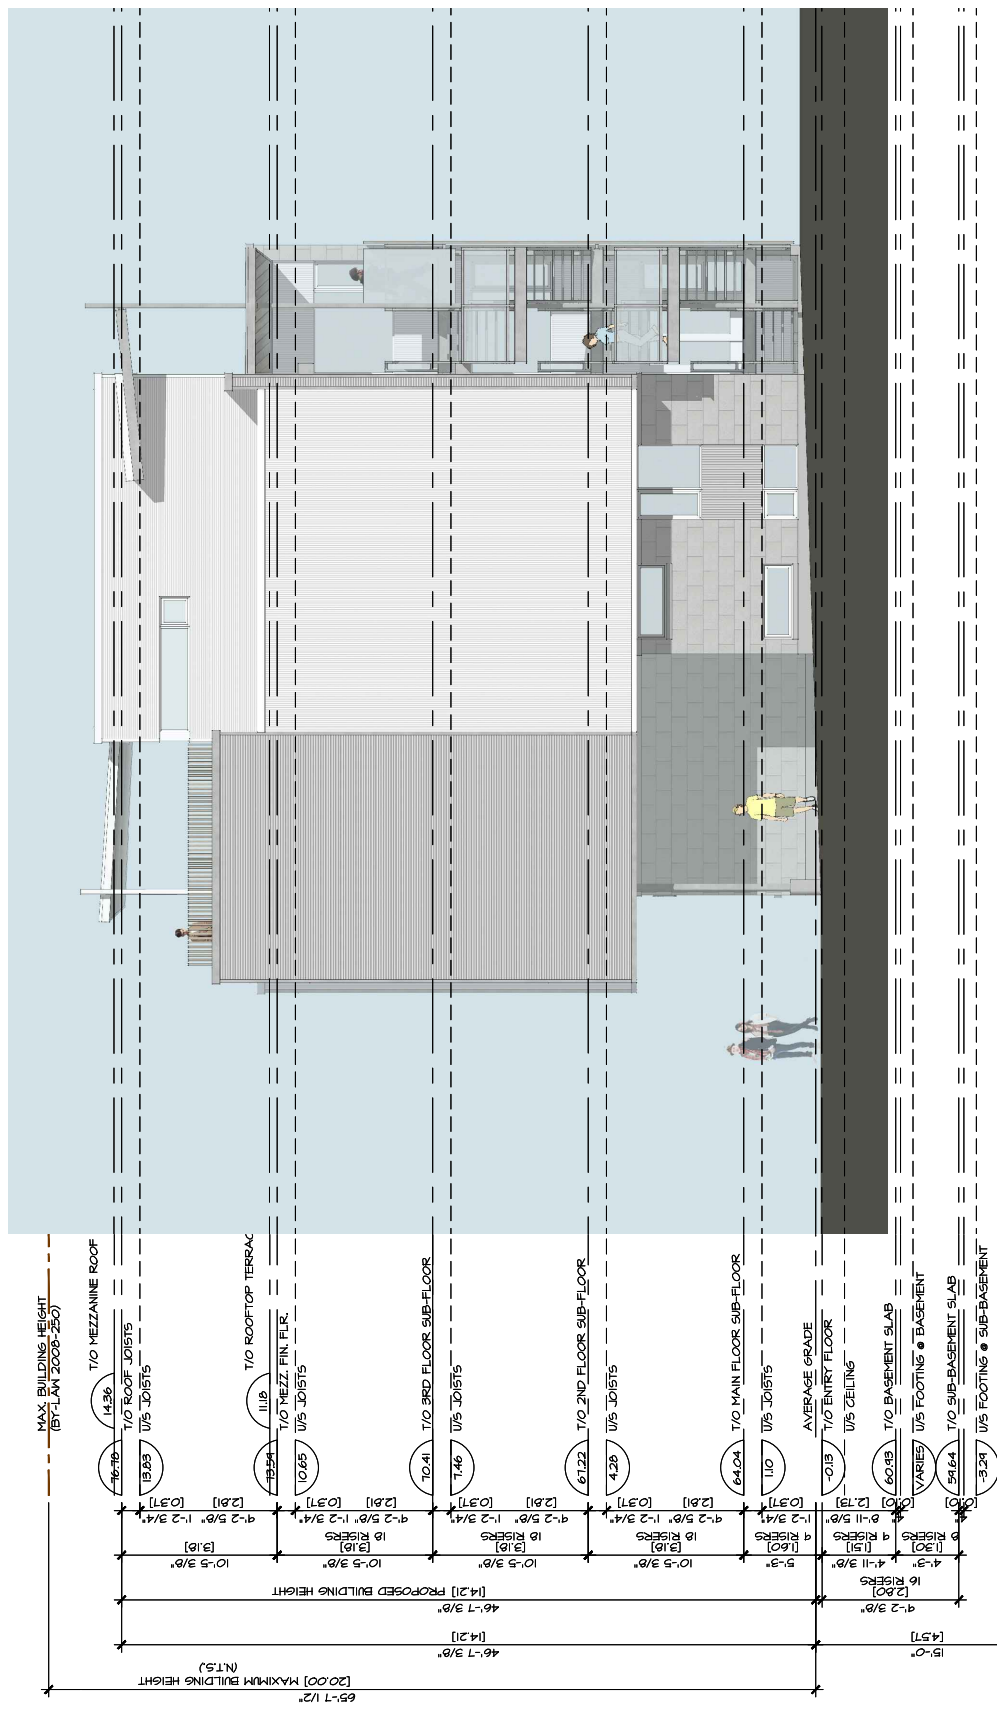 MAX. BUILDING HEIGHT
(BY-LAW 2008-250)
T/O MEZZANINE ROOF
14.36
T/O ROOF JOISTS
76.78
U/S JOISTS
13.83
T/O ROOFTOP TERRAC
11.18
T/O MEZZ. FIN. FLR.
73.59
U/S JOISTS
10.65
T/O 3RD FLOOR SUB-FLOOR
70.41
U/S JOISTS
7.46
T/O 2ND FLOOR SUB-FLOOR
67.22
U/S JOISTS
4.28
T/O MAIN FLOOR SUB-FLOOR
64.04
U/S JOISTS
1.10
AVERAGE GRADE
T/O ENTRY FLOOR
-0.13
U/S CEILING
T/O BASEMENT SLAB
60.93
U/S FOOTING @ BASEMENT
VARIES
T/O SUB-BASEMENT SLAB
59.64
U/S FOOTING @ SUB-BASEMENT
-3.29
[0.37]
1'-2 3/4"
[2.81]
9'-2 5/8"
[0.37]
1'-2 3/4"
[2.81]
9'-2 5/8"
[0.37]
1'-2 3/4"
[2.81]
9'-2 5/8"
[0.37]
1'-2 3/4"
[2.81]
9'-2 5/8"
[0.37]
1'-2 3/4"
[2.73]
8'-11 5/8"
[0.10]
[0.10]
[3.18]
10'-5 3/8"
18 RISERS
[3.18]
10'-5 3/8"
18 RISERS
[3.18]
10'-5 3/8"
18 RISERS
[3.18]
10'-5 3/8"
9 RISERS
[1.60]
5'-3"
9 RISERS
[1.51]
4'-11 3/8"
8 RISERS
[1.30]
4'-3"
[14.21] PROPOSED BUILDING HEIGHT
46'-7 3/8"
16 RISERS
[2.80]
9'-2 3/8"
[14.21]
46'-7 3/8"
[4.57]
15'-0"
(N.T.S.)
[20.00] MAXIMUM BUILDING HEIGHT
65'-7 1/2"